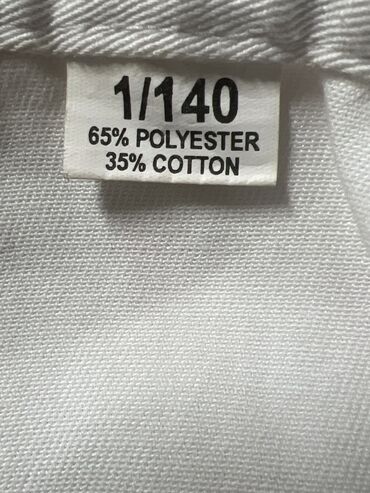 1/140
65% POLYESTER
35% COTTON